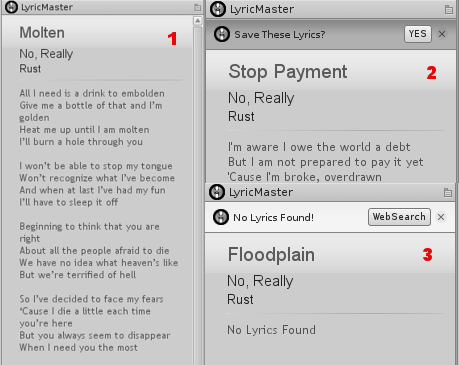 LyricMaster
Molten
1
No, Really
Rust
All I need is a drink to embolden
Give me a bottle of that and I'm
golden
Heat me up until I am molten
I'll burn a hole through you
I won't be able to stop my tongue
Won't recognize what I've become
And when at last I've had my fun
I'll have to sleep it off
Beginning to think that you are
right
About all the people afraid to die
We have no idea what heaven's like
But we're terrified of hell
So I've decided to face my fears
'Cause I die a little each time
you're here
But you always seem to disappear
When I need you the most
LyricMaster
Save These Lyrics? YES
Stop Payment
2
No, Really
Rust
I'm aware I owe the world a debt
But I am not prepared to pay it yet
'Cause I'm broke, overdrawn
LyricMaster
No Lyrics Found! WebSearch
Floodplain
3
No, Really
Rust
No Lyrics Found